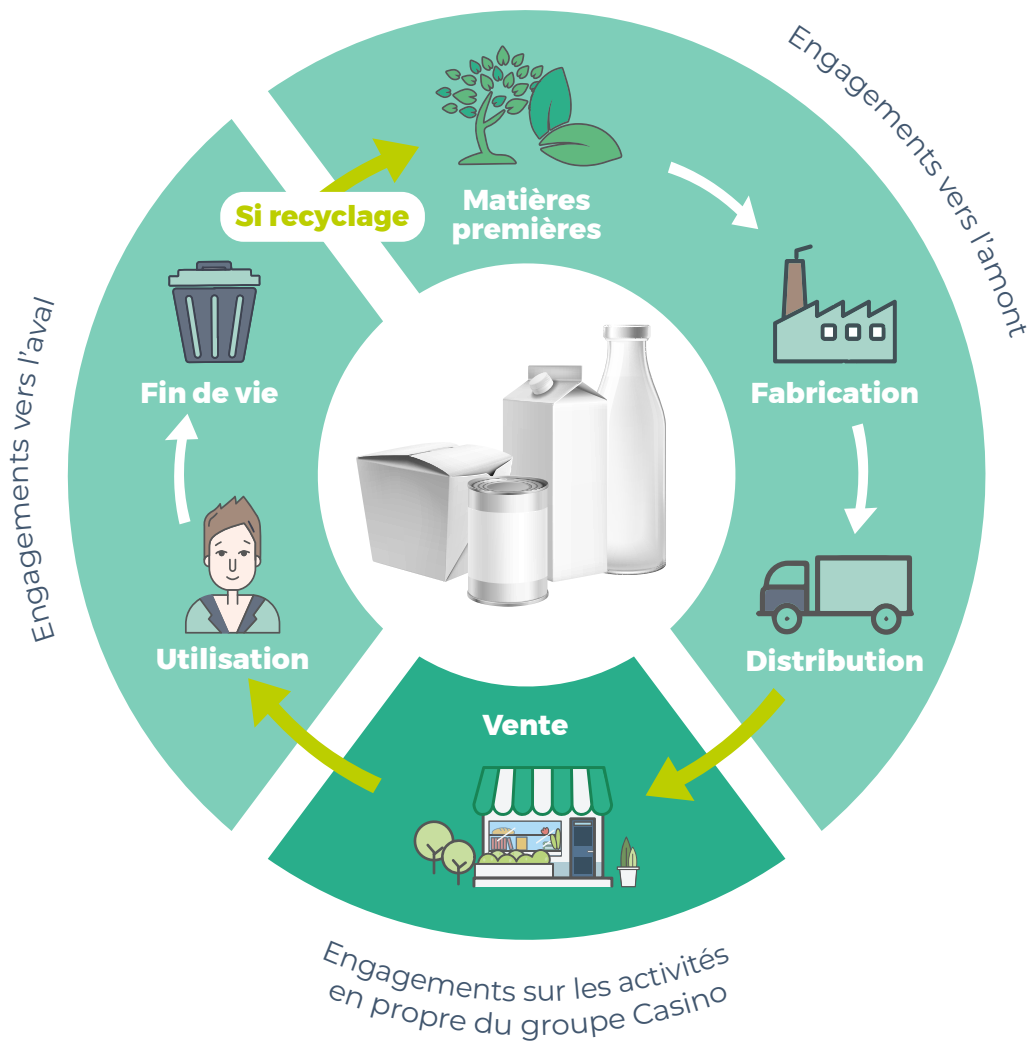 Engagements vers l'amont
Matières
premières
Si recyclage
Fabrication
Fin de vie
Engagements vers l'aval
Utilisation
Distribution
Vente
Engagements sur les activités
en propre du groupe Casino